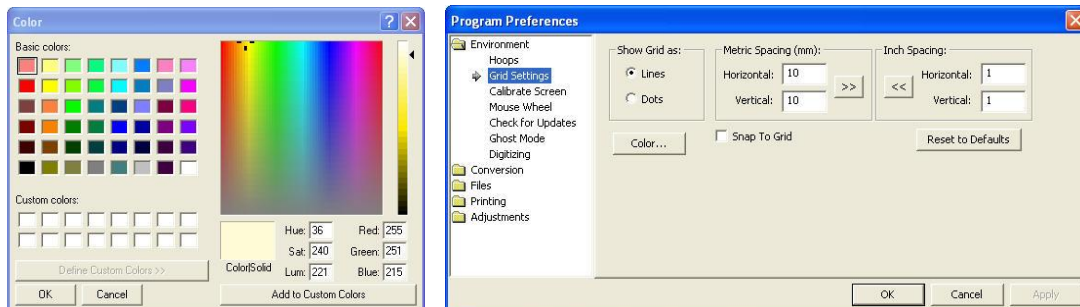 Color
Basic colors:
Custom colors:
Define Custom Colors >>
OK Cancel
Color|Solid
Hue: 36 Red: 255
Sat: 240 Green: 251
Lum: 221 Blue: 215
Add to Custom Colors
Program Preferences
Environment
Hoops
Grid Settings
Calibrate Screen
Mouse Wheel
Check for Updates
Ghost Mode
Digitizing
Conversion
Files
Printing
Adjustments
Show Grid as:
Lines
Dots
Color...
Metric Spacing (mm):
Horizontal: 10
Vertical: 10
>>
Snap To Grid
Inch Spacing:
<<
Horizontal: 1
Vertical: 1
Reset to Defaults
OK Cancel Apply